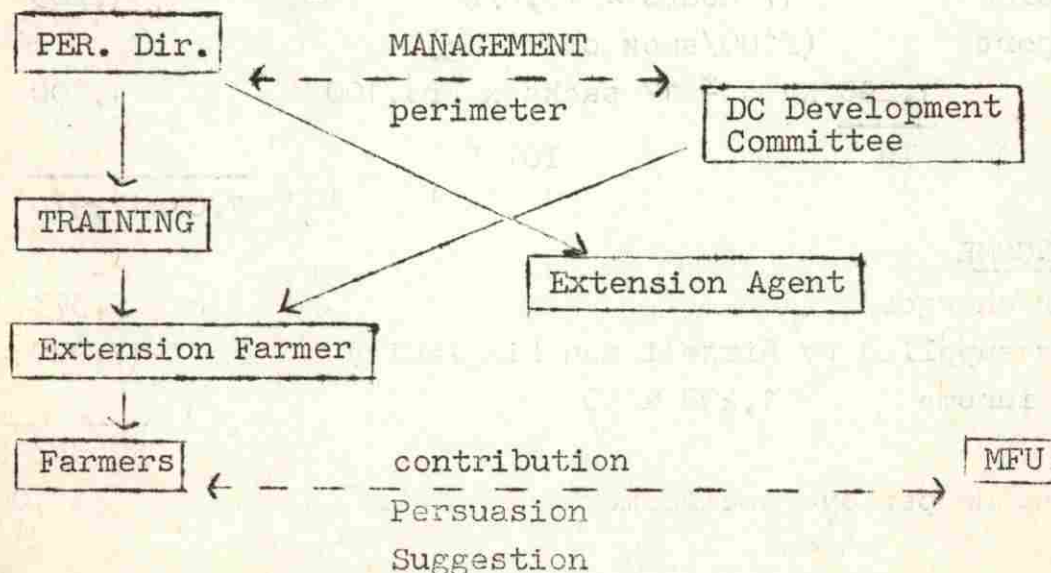 PER. Dir.
MANAGEMENT
perimeter
DC Development
Committee
TRAINING
Extension Agent
Extension Farmer
Farmers
contribution
MFU
Persuasion
Suggestion